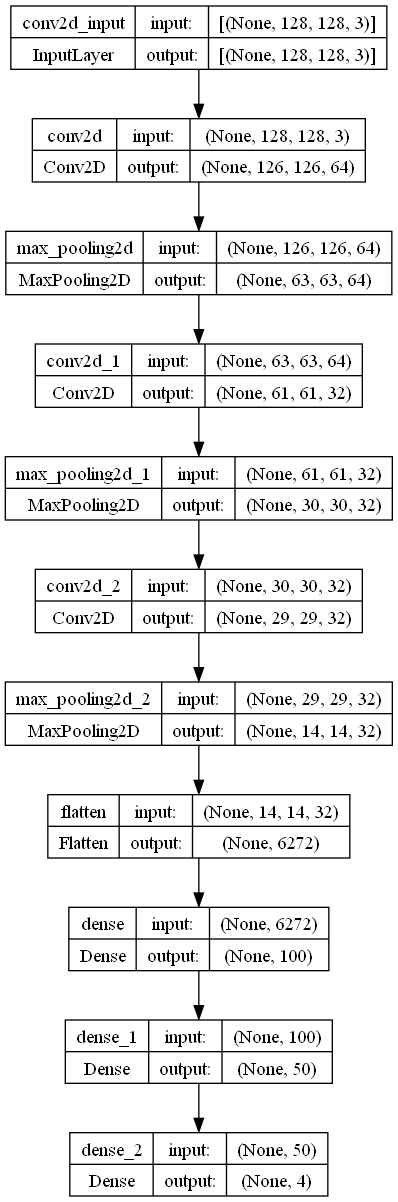 conv2d_input input: [(None, 128, 128, 3)]
InputLayer output: [(None, 128, 128, 3)]
conv2d input: (None, 128, 128, 3)
Conv2D output: (None, 126, 126, 64)
max_pooling2d input: (None, 126, 126, 64)
MaxPooling2D output: (None, 63, 63, 64)
conv2d_1 input: (None, 63, 63, 64)
Conv2D output: (None, 61, 61, 32)
max_pooling2d_1 input: (None, 61, 61, 32)
MaxPooling2D output: (None, 30, 30, 32)
conv2d_2 input: (None, 30, 30, 32)
Conv2D output: (None, 29, 29, 32)
max_pooling2d_2 input: (None, 29, 29, 32)
MaxPooling2D output: (None, 14, 14, 32)
flatten input: (None, 14, 14, 32)
Flatten output: (None, 6272)
dense input: (None, 6272)
Dense output: (None, 100)
dense_1 input: (None, 100)
Dense output: (None, 50)
dense_2 input: (None, 50)
Dense output: (None, 4)